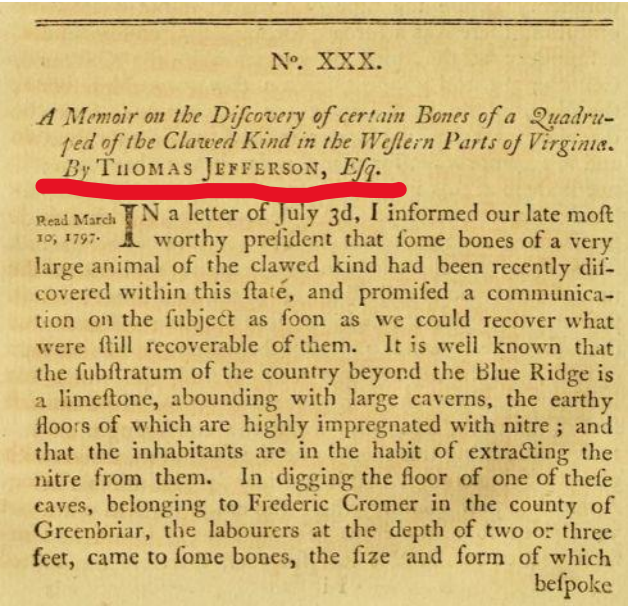 Nº. XXX.
A Memoir on the Diſcovery of certain Bones of a Quadru-
ped of the Clawed Kind in the Weſtern Parts of Virginia.
By THOMAS JEFFERSON, Eſq.
Read March 10, 1797. IN a letter of July 3d, I informed our late moſt
worthy preſident that ſome bones of a very
large animal of the clawed kind had been recently diſ-
covered within this ſtate, and promiſed a communica-
tion on the ſubject as ſoon as we could recover what
were ſtill recoverable of them. It is well known that
the ſubſtratum of the country beyond the Blue Ridge is
a limeſtone, abounding with large caverns, the earthy
floors of which are highly impregnated with nitre ; and
that the inhabitants are in the habit of extracting the
nitre from them. In digging the floor of one of theſe
caves, belonging to Frederic Cromer in the county of
Greenbriar, the labourers at the depth of two or three
feet, came to ſome bones, the ſize and form of which
beſpoke